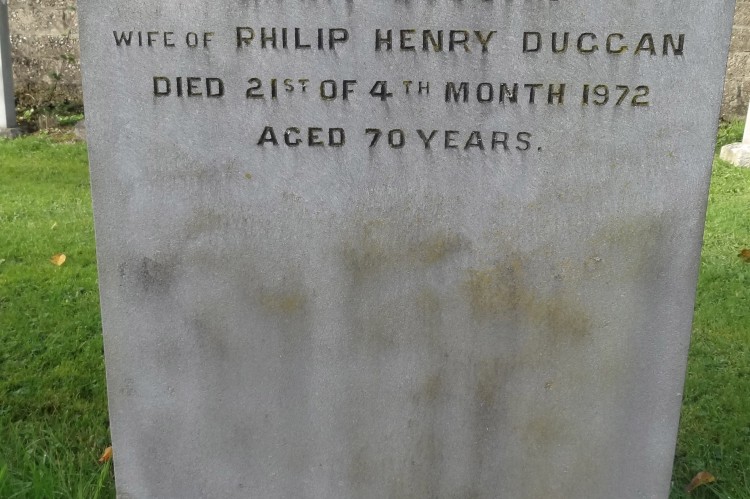 WIFE OF PHILIP HENRY DUGGAN
DIED 21ST OF 4TH MONTH 1972
AGED 70 YEARS.